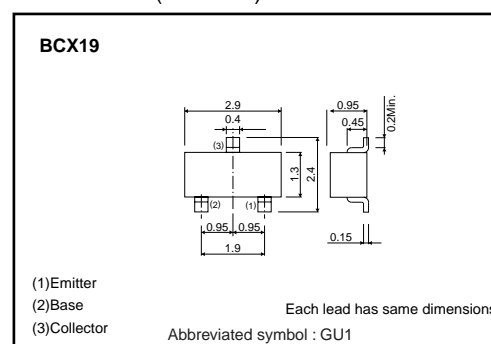 BCX19
2.9
0.4
(3)
(2)
(1)
1.3
2.4
0.95 0.95
1.9
0.95
0.45
0.2Min.
0.15
(1)Emitter
(2)Base
(3)Collector
Each lead has same dimensions
Abbreviated symbol : GU1